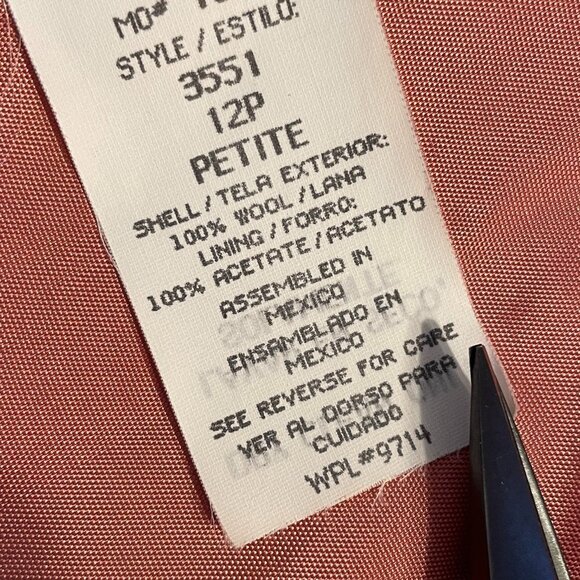 MO#
STYLE / ESTILO:
3551
12P
PETITE
SHELL / TELA EXTERIOR:
100% WOOL / LANA
LINING / FORRO:
100% ACETATE / ACETATO
ASSEMBLED IN
MEXICO
ENSAMBLADO EN
MEXICO
SEE REVERSE FOR CARE
VER AL DORSO PARA
CUIDADO
WPL#9714